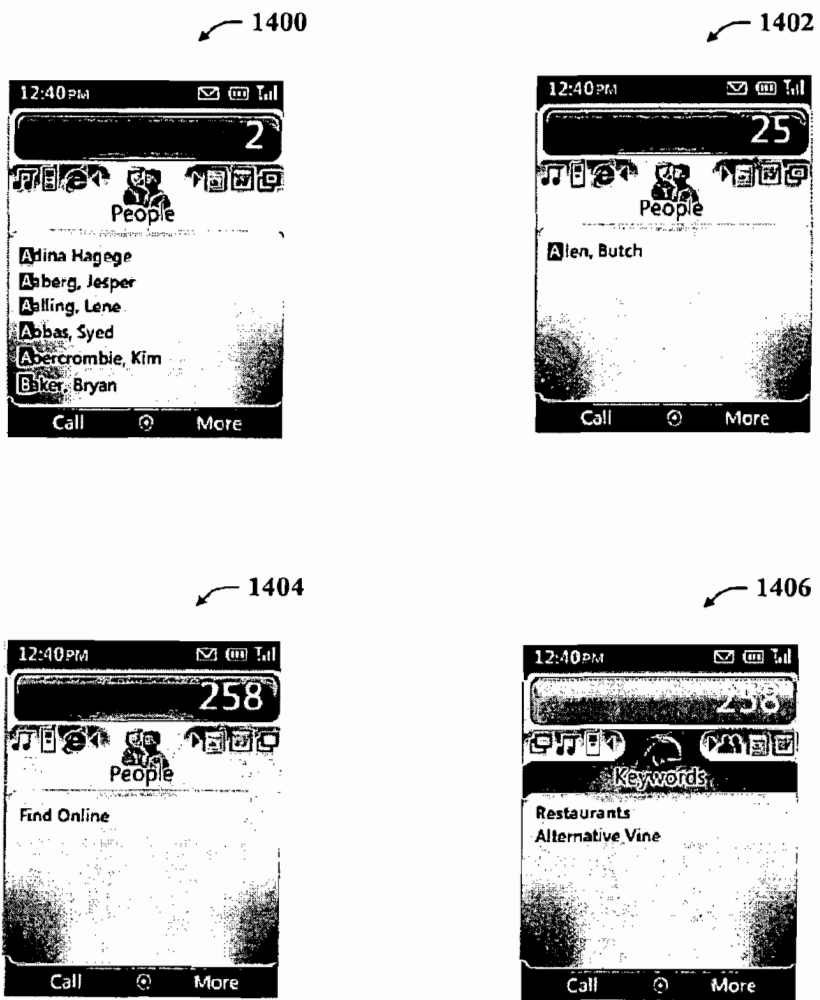 1400
12:40PM
2
People
Adina Hagege
Aaberg, Jesper
Aalling, Lene
Abbas, Syed
Abercrombie, Kim
Baker, Bryan
Call More
1402
12:40PM
25
People
Allen, Butch
Call More
1404
12:40PM
258
People
Find Online
Call More
1406
12:40PM
258
Keywords
Restaurants
Alternative Vine
Call More